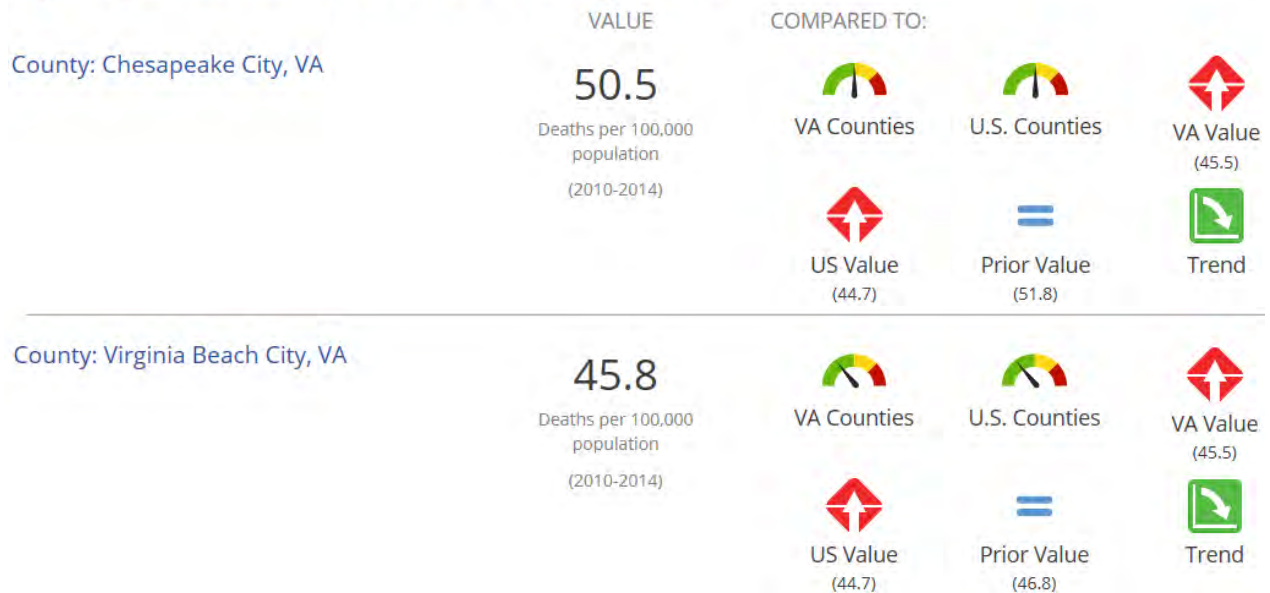 VALUE COMPARED TO:
County: Chesapeake City, VA
50.5
Deaths per 100,000
population
(2010-2014)
VA Counties
U.S. Counties
VA Value
(45.5)
US Value
(44.7)
Prior Value
(51.8)
Trend
County: Virginia Beach City, VA
45.8
Deaths per 100,000
population
(2010-2014)
VA Counties
U.S. Counties
VA Value
(45.5)
US Value
(44.7)
Prior Value
(46.8)
Trend